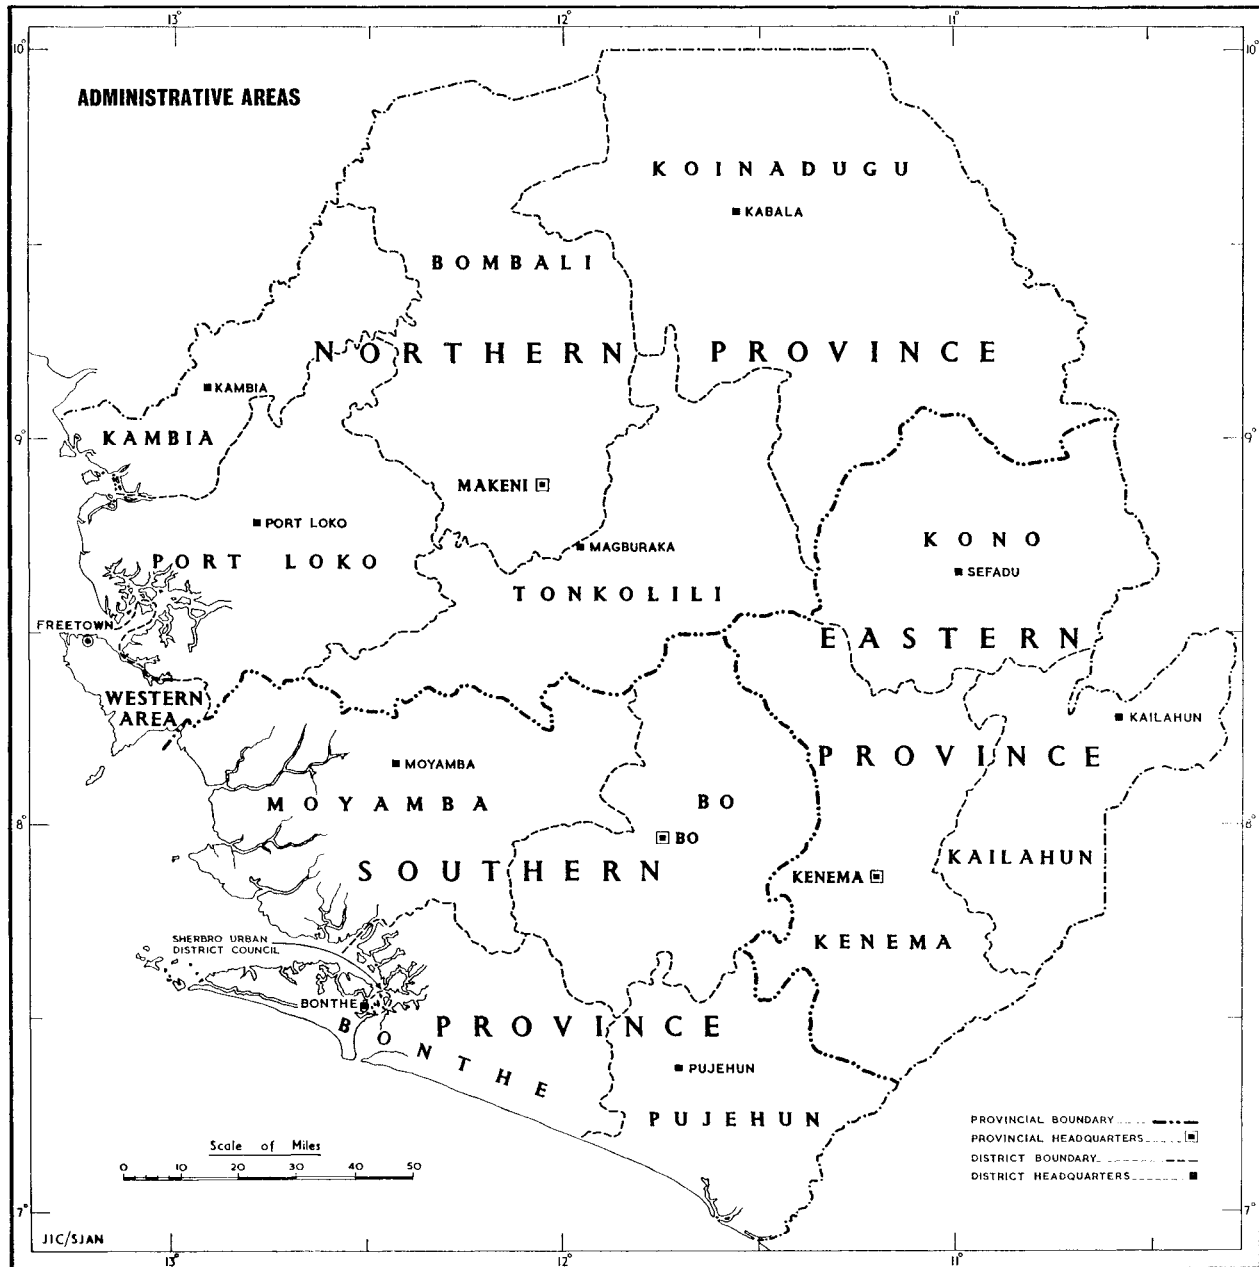 13°
12°
11°
10°
10°
ADMINISTRATIVE AREAS
KOINADUGU
KABALA
BOMBALI
NORTHERN PROVINCE
KAMBIA
KAMBIA
9°
9°
MAKENI
PORT LOKO
MAGBURAKA
KONO
PORT LOKO
SEFADU
TONKOLILI
FREETOWN
EASTERN
WESTERN
AREA
KAILAHUN
MOYAMBA
PROVINCE
MOYAMBA
BO
8°
8°
BO
KAILAHUN
SOUTHERN
KENEMA
SHERBRO URBAN
DISTRICT COUNCIL
KENEMA
BONTHE
PROVINCE
BONTHE
PUJEHUN
PUJEHUN
PROVINCIAL BOUNDARY
PROVINCIAL HEADQUARTERS
DISTRICT BOUNDARY
DISTRICT HEADQUARTERS
Scale of Miles
0 10 20 30 40 50
7°
7°
JIC/SJAN
13°
12°
11°